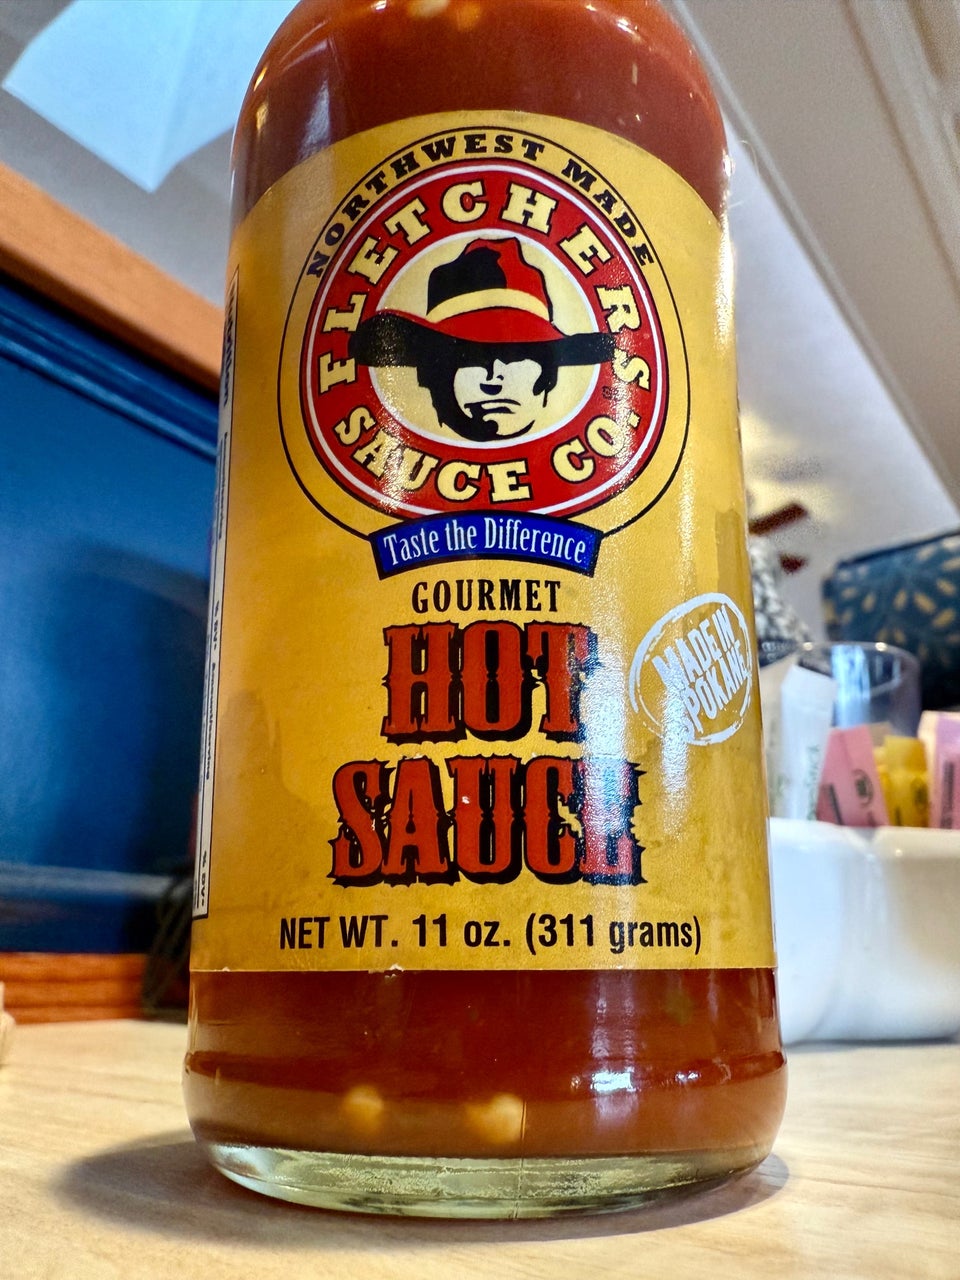 NORTHWEST MADE
FLETCHERS
SAUCE CO.
Taste the Difference
GOURMET
HOT
SAUCE
MADE IN
SPOKANE
NET WT. 11 oz. (311 grams)